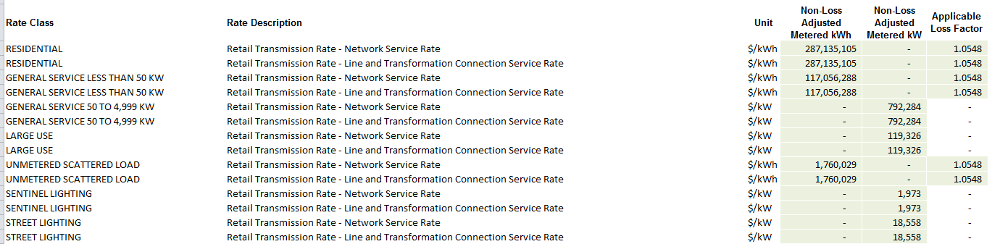 Rate Class Rate Description Unit Non-Loss Adjusted Metered kWh Non-Loss Adjusted Metered kW Applicable Loss Factor
RESIDENTIAL Retail Transmission Rate - Network Service Rate $/kWh 287,135,105 - 1.0548
RESIDENTIAL Retail Transmission Rate - Line and Transformation Connection Service Rate $/kWh 287,135,105 - 1.0548
GENERAL SERVICE LESS THAN 50 KW Retail Transmission Rate - Network Service Rate $/kWh 117,056,288 - 1.0548
GENERAL SERVICE LESS THAN 50 KW Retail Transmission Rate - Line and Transformation Connection Service Rate $/kWh 117,056,288 - 1.0548
GENERAL SERVICE 50 TO 4,999 KW Retail Transmission Rate - Network Service Rate $/kW - 792,284 -
GENERAL SERVICE 50 TO 4,999 KW Retail Transmission Rate - Line and Transformation Connection Service Rate $/kW - 792,284 -
LARGE USE Retail Transmission Rate - Network Service Rate $/kW - 119,326 -
LARGE USE Retail Transmission Rate - Line and Transformation Connection Service Rate $/kW - 119,326 -
UNMETERED SCATTERED LOAD Retail Transmission Rate - Network Service Rate $/kWh 1,760,029 - 1.0548
UNMETERED SCATTERED LOAD Retail Transmission Rate - Line and Transformation Connection Service Rate $/kWh 1,760,029 - 1.0548
SENTINEL LIGHTING Retail Transmission Rate - Network Service Rate $/kW - 1,973 -
SENTINEL LIGHTING Retail Transmission Rate - Line and Transformation Connection Service Rate $/kW - 1,973 -
STREET LIGHTING Retail Transmission Rate - Network Service Rate $/kW - 18,558 -
STREET LIGHTING Retail Transmission Rate - Line and Transformation Connection Service Rate $/kW - 18,558 -